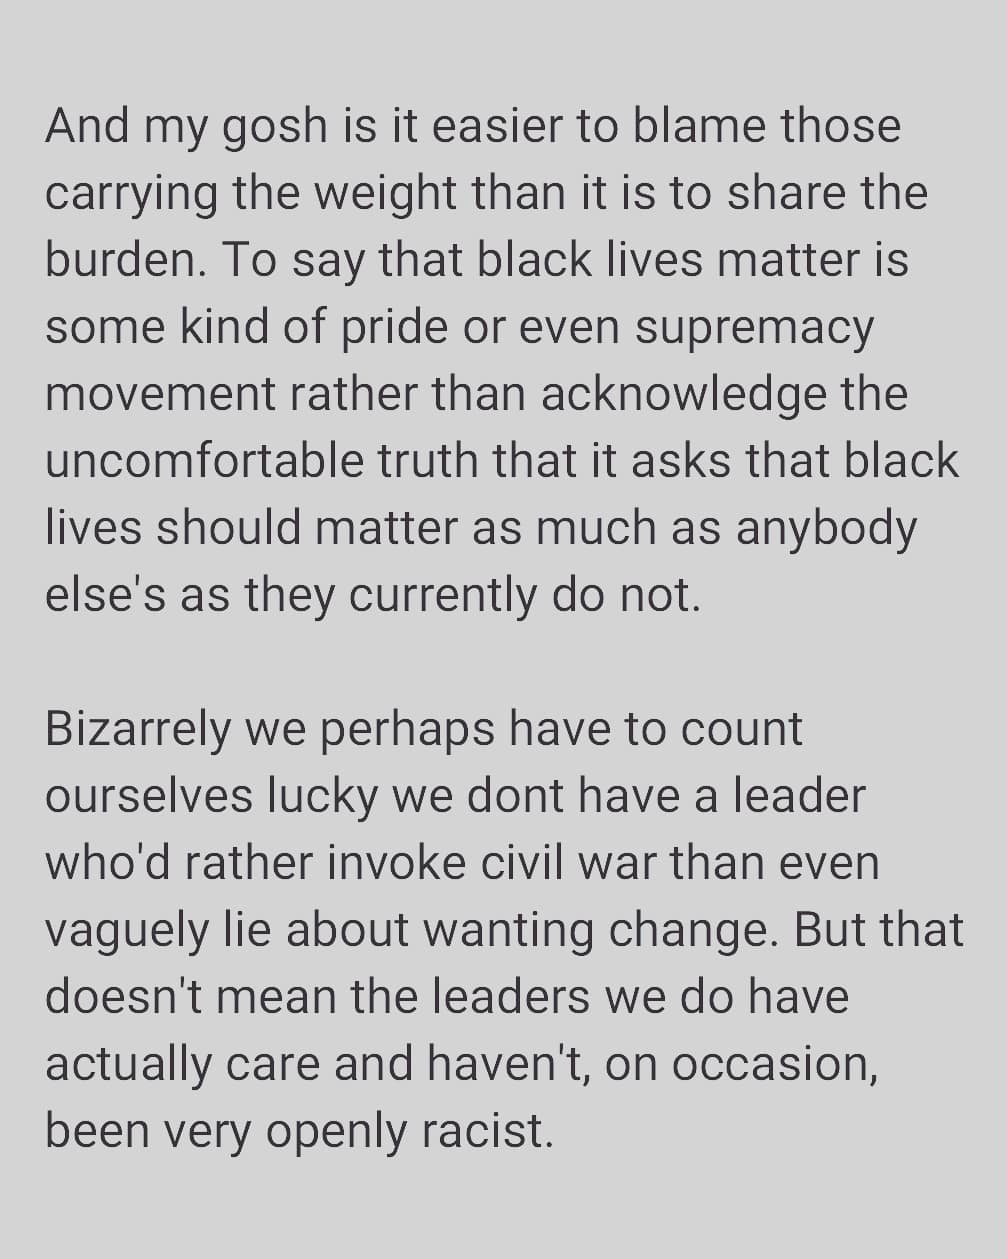 And my gosh is it easier to blame those
carrying the weight than it is to share the
burden. To say that black lives matter is
some kind of pride or even supremacy
movement rather than acknowledge the
uncomfortable truth that it asks that black
lives should matter as much as anybody
else's as they currently do not.
Bizarrely we perhaps have to count
ourselves lucky we dont have a leader
who'd rather invoke civil war than even
vaguely lie about wanting change. But that
doesn't mean the leaders we do have
actually care and haven't, on occasion,
been very openly racist.